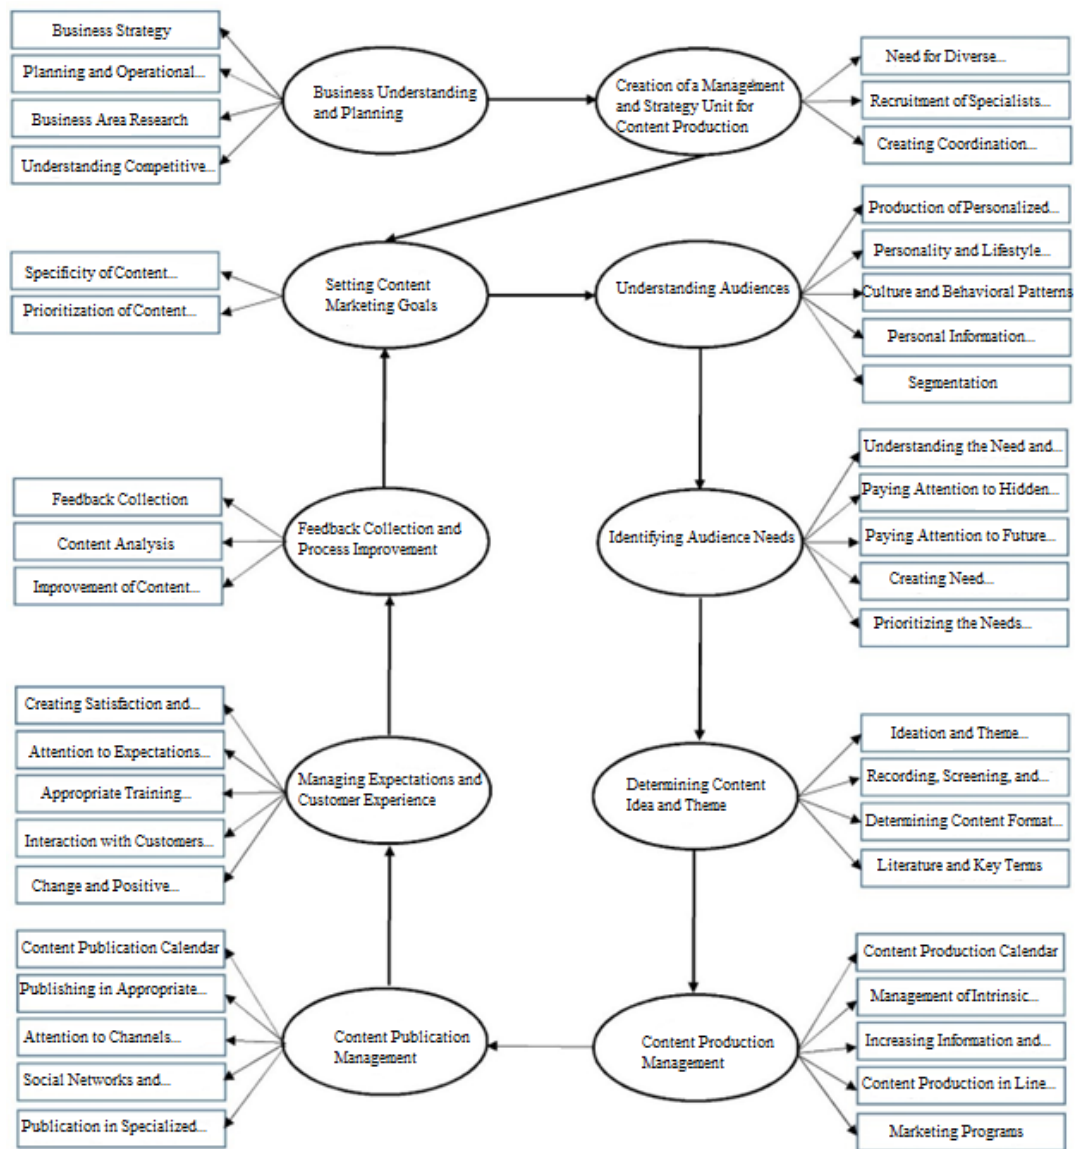 Business Strategy
Planning and Operational...
Business Area Research
Understanding Competitive...
Business Understanding
and Planning
Creation of a Management
and Strategy Unit for
Content Production
Need for Diverse...
Recruitment of Specialists...
Creating Coordination...
Specificity of Content...
Prioritization of Content...
Setting Content
Marketing Goals
Understanding Audiences
Production of Personalized...
Personality and Lifestyle...
Culture and Behavioral Patterns
Personal Information...
Segmentation
Feedback Collection
Content Analysis
Improvement of Content...
Feedback Collection and
Process Improvement
Identifying Audience Needs
Understanding the Need and...
Paying Attention to Hidden...
Paying Attention to Future...
Creating Need...
Prioritizing the Needs...
Creating Satisfaction and...
Attention to Expectations...
Appropriate Training...
Interaction with Customers...
Change and Positive...
Managing Expectations and
Customer Experience
Determining Content
Idea and Theme
Ideation and Theme...
Recording, Screening, and...
Determining Content Format...
Literature and Key Terms
Content Publication Calendar
Publishing in Appropriate...
Attention to Channels...
Social Networks and...
Publication in Specialized...
Content Publication
Management
Content Production
Management
Content Production Calendar
Management of Intrinsic...
Increasing Information and...
Content Production in Line...
Marketing Programs